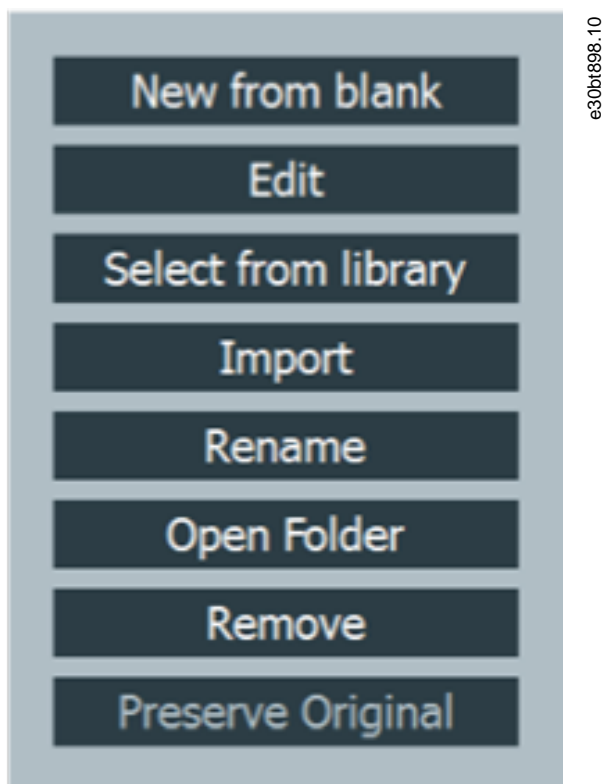 New from blank
Edit
Select from library
Import
Rename
Open Folder
Remove
Preserve Original
e30bt898.10